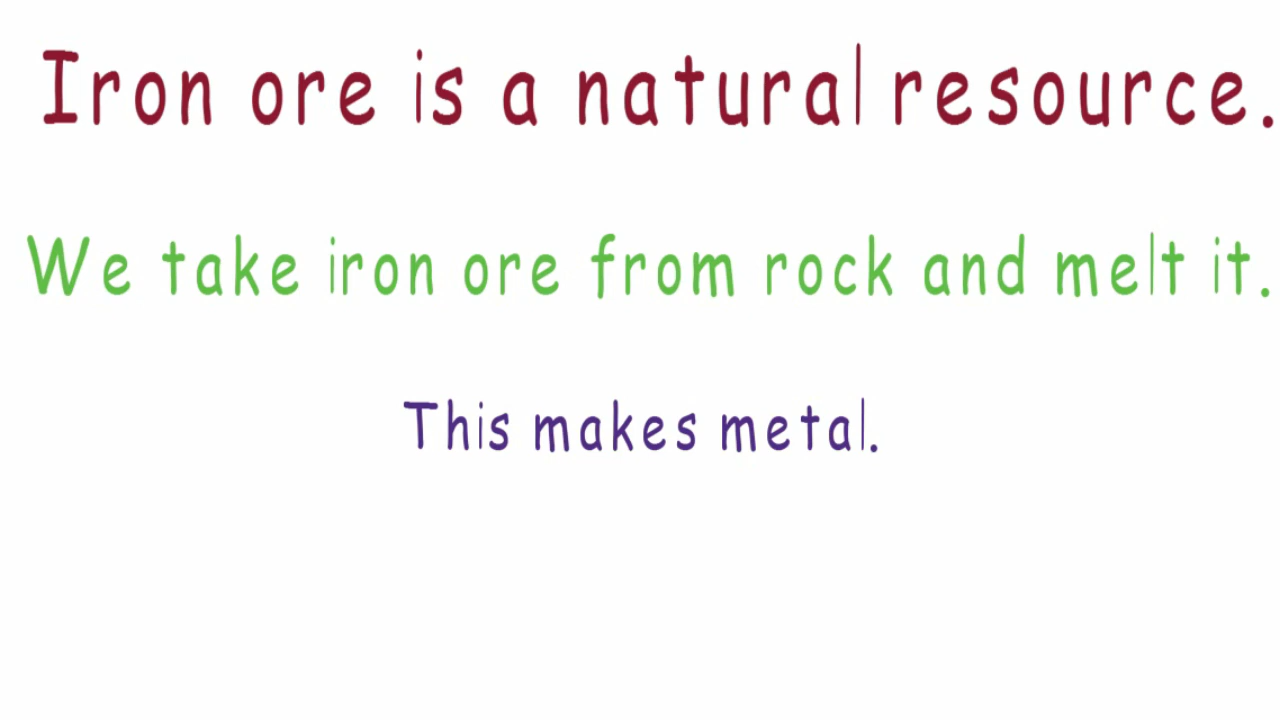 Iron ore is a natural resource.
We take iron ore from rock and melt it.
This makes metal.